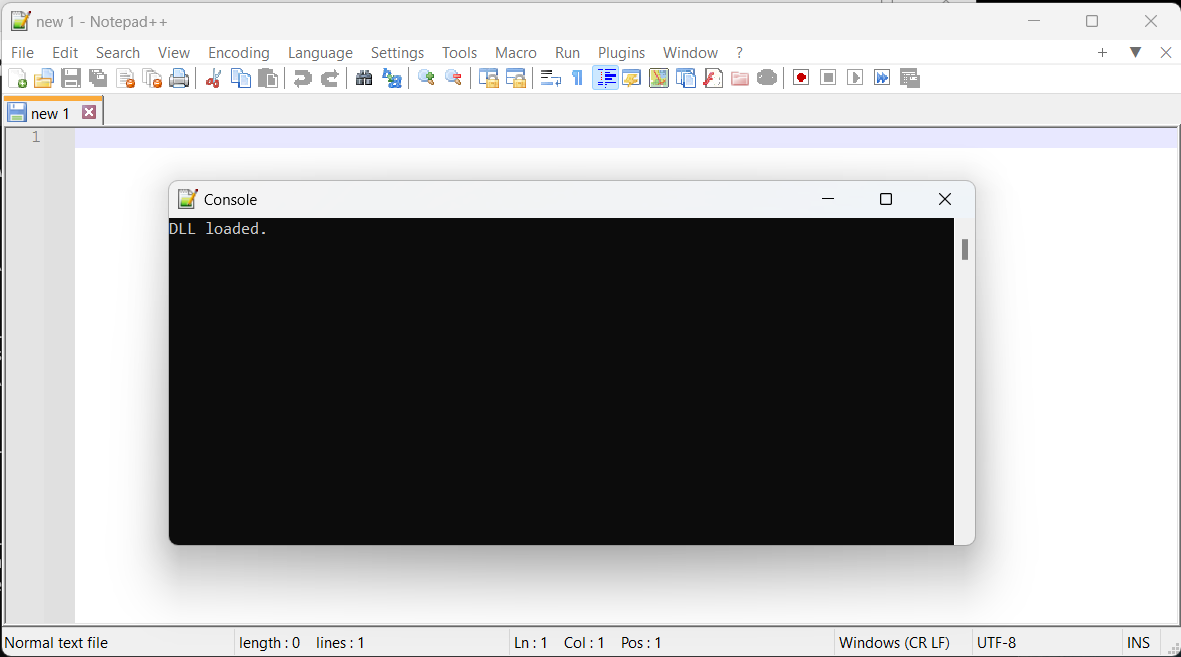 new 1 - Notepad++
File Edit Search View Encoding Language Settings Tools Macro Run Plugins Window ?
new 1
1
Console
DLL loaded.
Normal text file length : 0 lines : 1 Ln : 1 Col : 1 Pos : 1 Windows (CR LF) UTF-8 INS